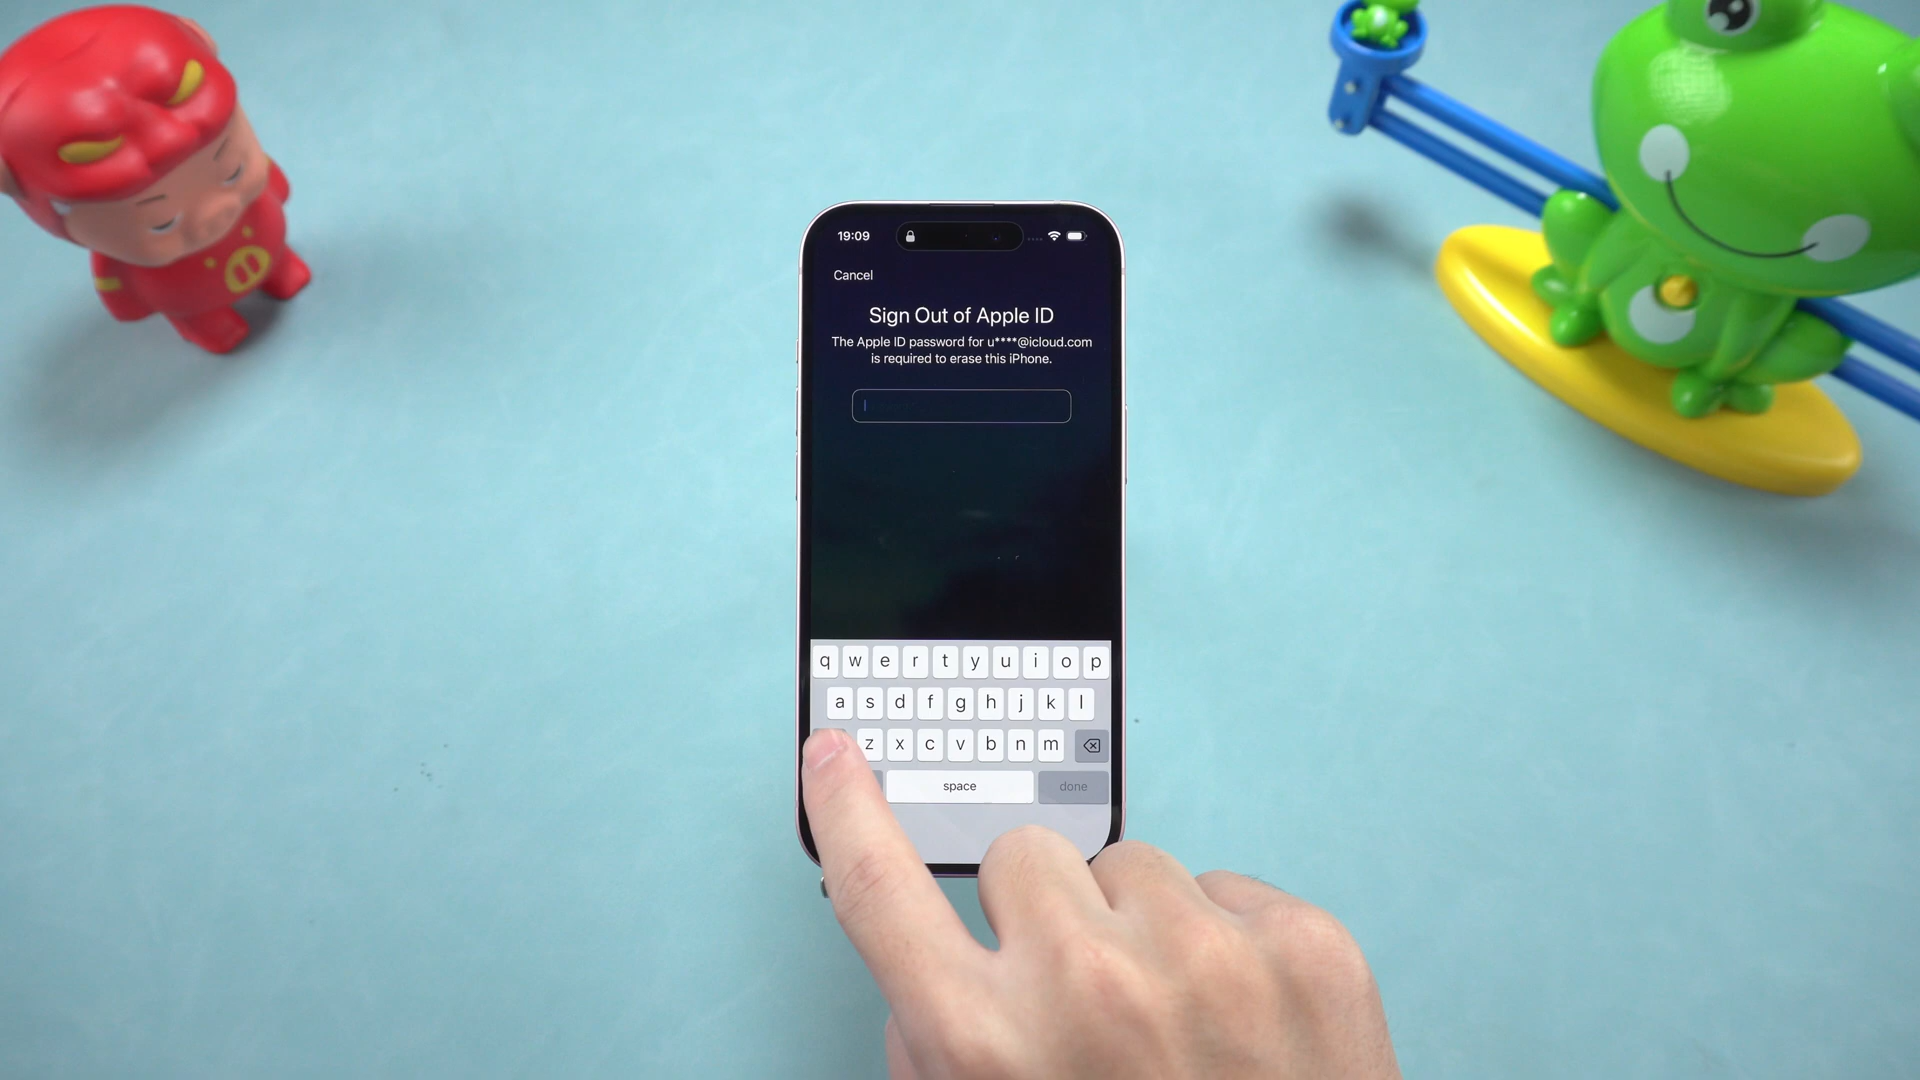 19:09
Cancel
Sign Out of Apple ID
The Apple ID password for u****@icloud.com
is required to erase this iPhone.
q w e r t y u i o p
a s d f g h j k l
z x c v b n m
space done